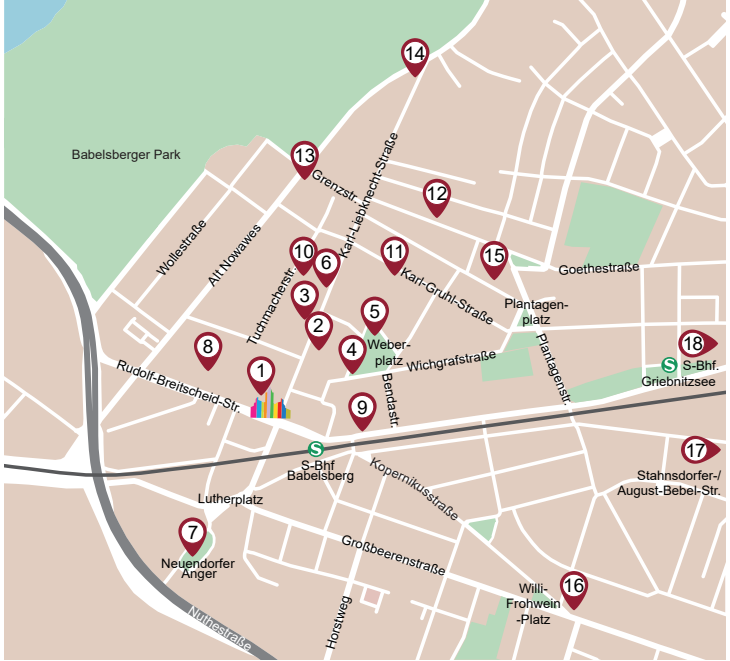 14
Babelsberger Park
13
Grenzstr.
Karl-Liebknecht-Straße
12
Wollestraße
Alt Nowawes
10
6
11
15
Karl-Gruhl-Straße
Goethestraße
Tuchmacherstr.
3
5
2
Plantagen-
platz
8
4
Weber-
platz
Wichgrafstraße
Plantagenstr.
18
S
S-Bhf.
Griebnitzsee
Rudolf-Breitscheid-Str.
1
Bendastr.
9
S
S-Bhf
Babelsberg
Kopernikusstraße
17
Stahnsdorfer-/
August-Bebel-Str.
Lutherplatz
7
Neuendorfer
Anger
Großbeerenstraße
16
Willi-
Frohwein
-Platz
Horstweg
Nuthestraße